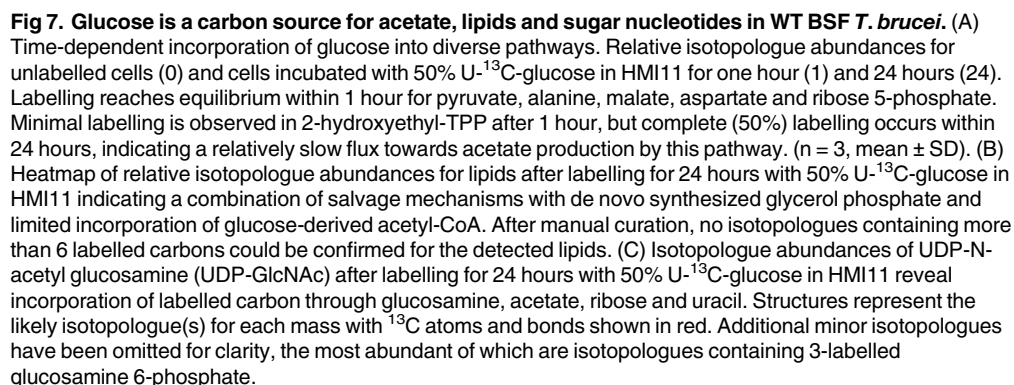 Fig 7. Glucose is a carbon source for acetate, lipids and sugar nucleotides in WT BSF T. brucei. (A)
Time-dependent incorporation of glucose into diverse pathways. Relative isotopologue abundances for
unlabelled cells (0) and cells incubated with 50% U-¹³C-glucose in HMI11 for one hour (1) and 24 hours (24).
Labelling reaches equilibrium within 1 hour for pyruvate, alanine, malate, aspartate and ribose 5-phosphate.
Minimal labelling is observed in 2-hydroxyethyl-TPP after 1 hour, but complete (50%) labelling occurs within
24 hours, indicating a relatively slow flux towards acetate production by this pathway. (n = 3, mean ± SD). (B)
Heatmap of relative isotopologue abundances for lipids after labelling for 24 hours with 50% U-¹³C-glucose in
HMI11 indicating a combination of salvage mechanisms with de novo synthesized glycerol phosphate and
limited incorporation of glucose-derived acetyl-CoA. After manual curation, no isotopologues containing more
than 6 labelled carbons could be confirmed for the detected lipids. (C) Isotopologue abundances of UDP-N-
acetyl glucosamine (UDP-GlcNAc) after labelling for 24 hours with 50% U-¹³C-glucose in HMI11 reveal
incorporation of labelled carbon through glucosamine, acetate, ribose and uracil. Structures represent the
likely isotopologue(s) for each mass with ¹³C atoms and bonds shown in red. Additional minor isotopologues
have been omitted for clarity, the most abundant of which are isotopologues containing 3-labelled
glucosamine 6-phosphate.